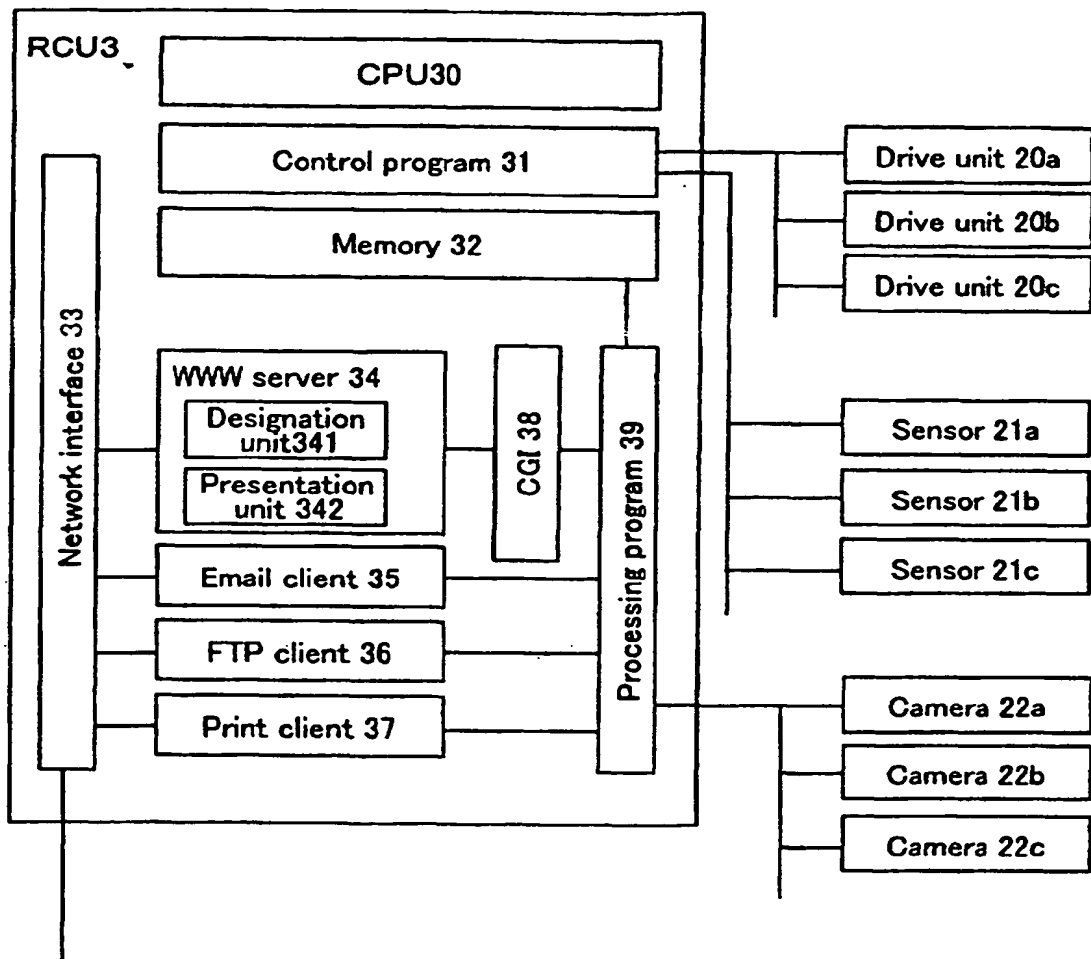 RCU3
CPU30
Control program 31
Memory 32
Network interface 33
WWW server 34
Designation
unit341
Presentation
unit 342
CGI 38
Processing program 39
Email client 35
FTP client 36
Print client 37
Drive unit 20a
Drive unit 20b
Drive unit 20c
Sensor 21a
Sensor 21b
Sensor 21c
Camera 22a
Camera 22b
Camera 22c